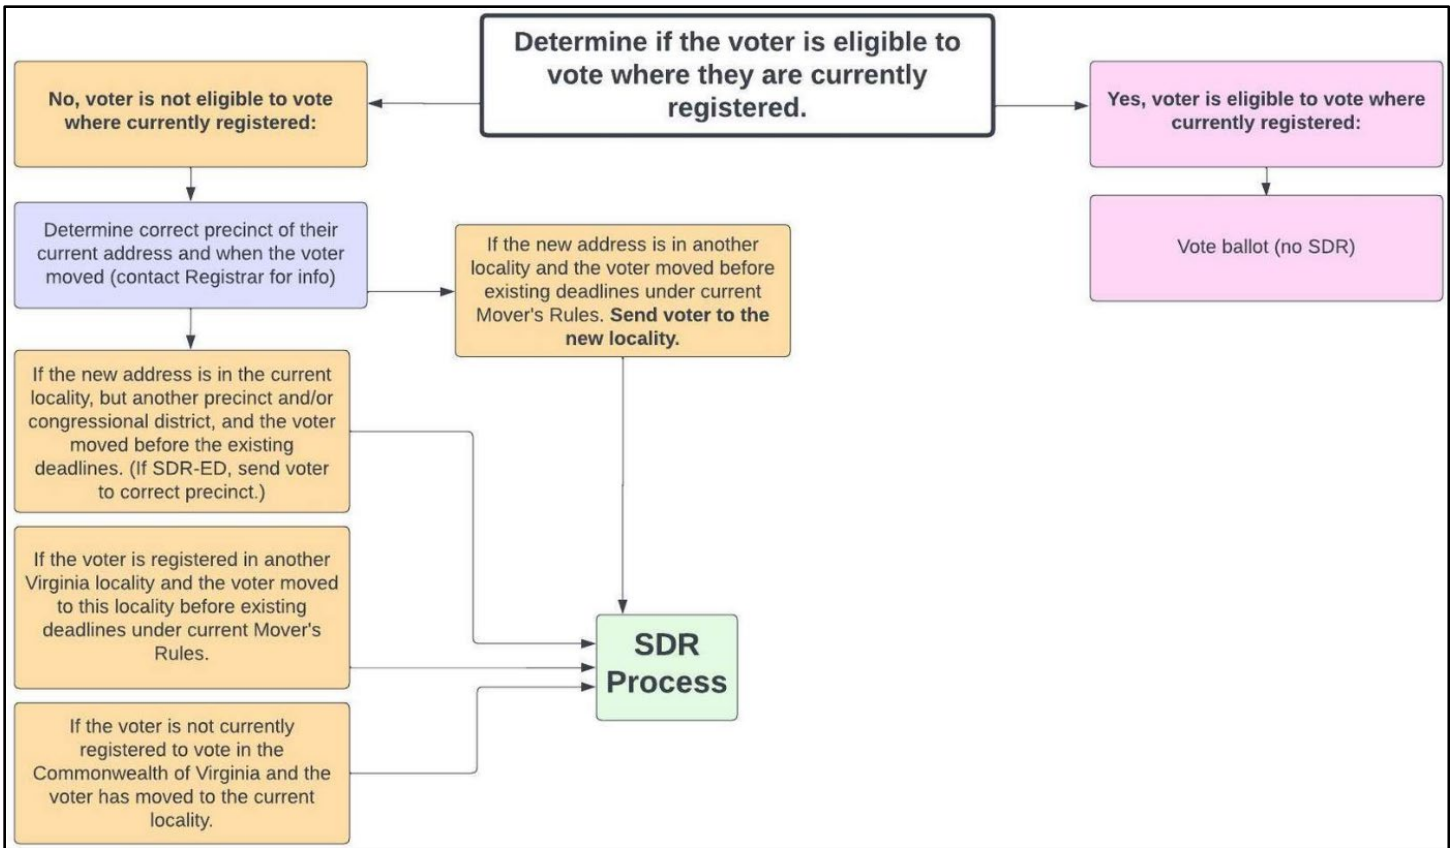 Determine if the voter is eligible to
vote where they are currently
registered.
No, voter is not eligible to vote
where currently registered:
Yes, voter is eligible to vote where
currently registered:
Determine correct precinct of their
current address and when the voter
moved (contact Registrar for info)
If the new address is in another
locality and the voter moved before
existing deadlines under current
Mover's Rules. Send voter to the
new locality.
Vote ballot (no SDR)
If the new address is in the current
locality, but another precinct and/or
congressional district, and the voter
moved before the existing
deadlines. (If SDR-ED, send voter
to correct precinct.)
If the voter is registered in another
Virginia locality and the voter moved
to this locality before existing
deadlines under current Mover's
Rules.
If the voter is not currently
registered to vote in the
Commonwealth of Virginia and the
voter has moved to the current
locality.
SDR
Process